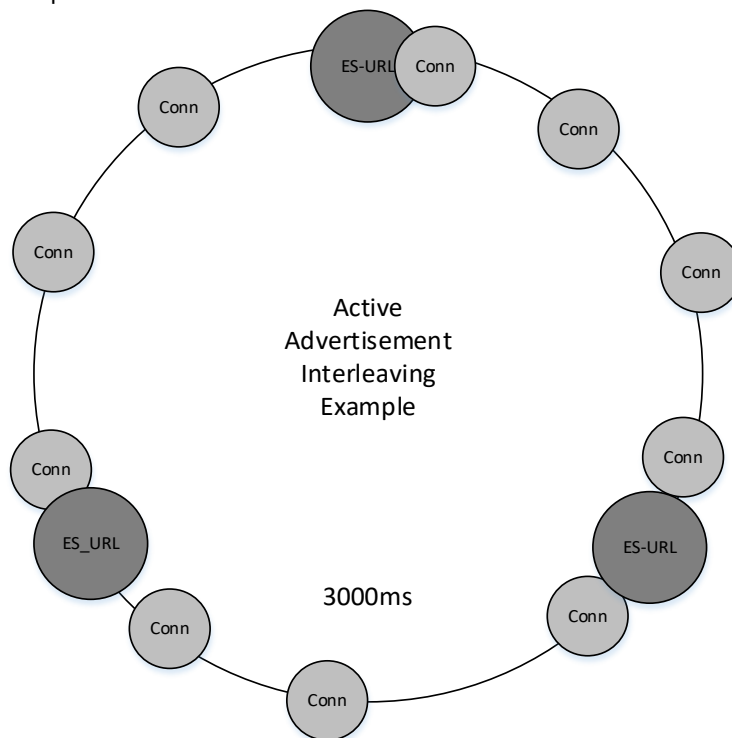 ES-URL
Conn
Conn
Conn
Conn
Conn
Active
Advertisement
Interleaving
Example
Conn
Conn
ES_URL
ES-URL
3000ms
Conn
Conn
Conn